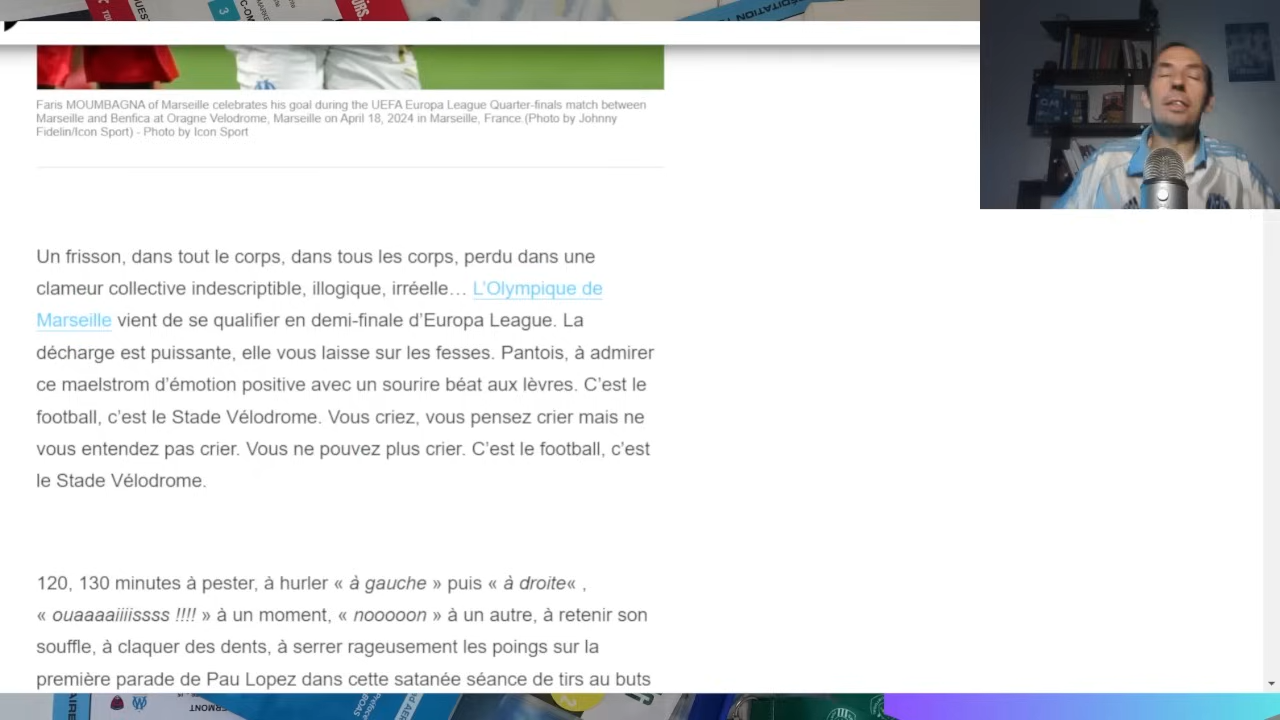 Faris MOUMBAGNA of Marseille celebrates his goal during the UEFA Europa League Quarter-finals match between
Marseille and Benfica at Oragne Velodrome, Marseille on April 18, 2024 in Marseille, France.(Photo by Johnny
Fidelin/Icon Sport) - Photo by Icon Sport
Un frisson, dans tout le corps, dans tous les corps, perdu dans une
clameur collective indescriptible, illogique, irréelle… L’Olympique de
Marseille vient de se qualifier en demi-finale d’Europa League. La
décharge est puissante, elle vous laisse sur les fesses. Pantois, à admirer
ce maelstrom d’émotion positive avec un sourire béat aux lèvres. C’est le
football, c’est le Stade Vélodrome. Vous criez, vous pensez crier mais ne
vous entendez pas crier. Vous ne pouvez plus crier. C’est le football, c’est
le Stade Vélodrome.
120, 130 minutes à pester, à hurler « à gauche » puis « à droite« ,
« ouaaaaiiiissss !!!! » à un moment, « nooooon » à un autre, à retenir son
souffle, à claquer des dents, à serrer rageusement les poings sur la
première parade de Pau Lopez dans cette satanée séance de tirs au buts